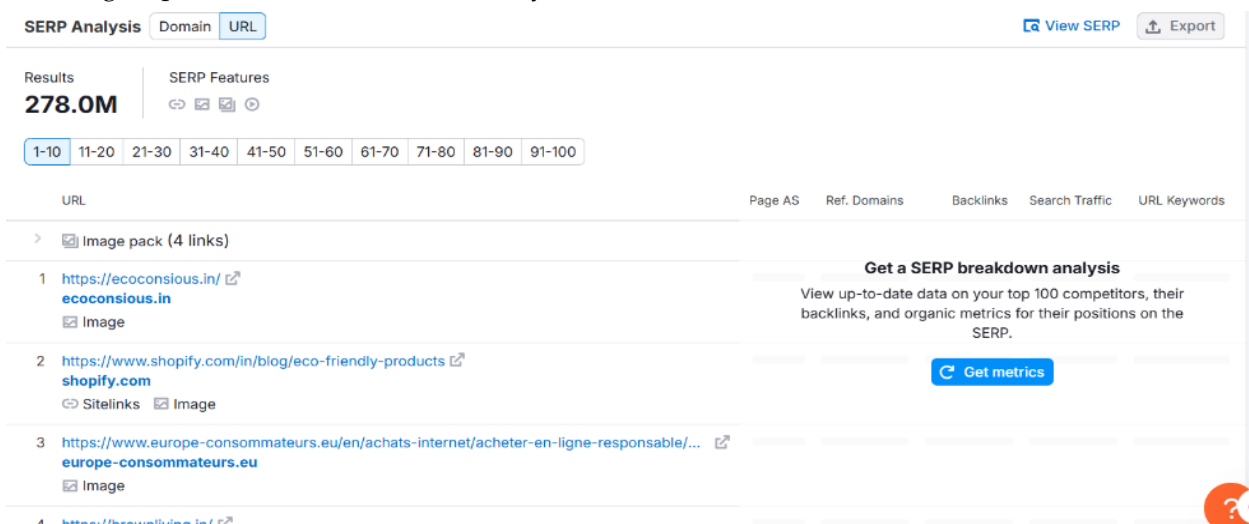 SERP Analysis Domain URL View SERP Export
Results SERP Features
278.0M
1-10 11-20 21-30 31-40 41-50 51-60 61-70 71-80 81-90 91-100
URL Page AS Ref. Domains Backlinks Search Traffic URL Keywords
Image pack (4 links)
1 https://ecoconsious.in/
ecoconsious.in
Image
Get a SERP breakdown analysis
View up-to-date data on your top 100 competitors, their
backlinks, and organic metrics for their positions on the
SERP.
Get metrics
2 https://www.shopify.com/in/blog/eco-friendly-products
shopify.com
Sitelinks Image
3 https://www.europe-consommateurs.eu/en/achats-internet/acheter-en-ligne-responsable/...
europe-consommateurs.eu
Image
?